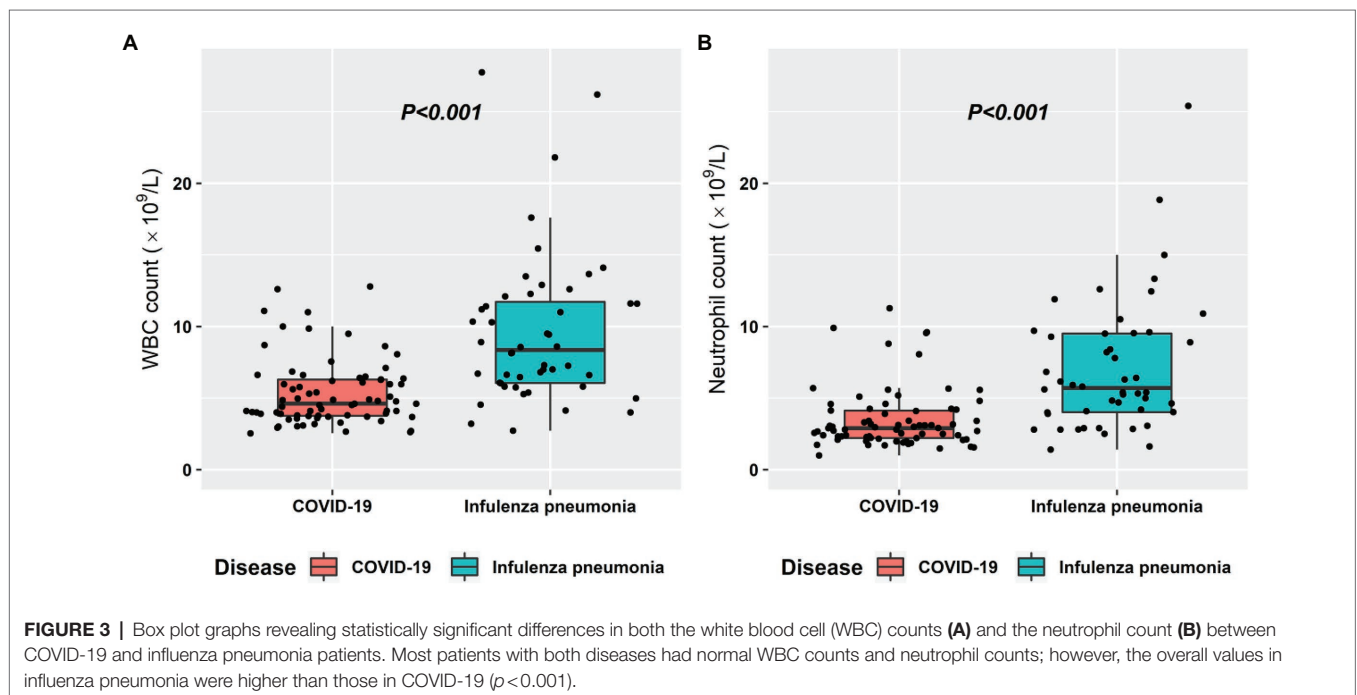 A
B
P<0.001
P<0.001
WBC count ( × 10^9/L)
Neutrophil count ( × 10^9/L)
20
10
0
20
10
0
COVID-19 Infulenza pneumonia
COVID-19 Infulenza pneumonia
Disease COVID-19 Infulenza pneumonia
Disease COVID-19 Infulenza pneumonia
FIGURE 3 | Box plot graphs revealing statistically significant differences in both the white blood cell (WBC) counts (A) and the neutrophil count (B) between
COVID-19 and influenza pneumonia patients. Most patients with both diseases had normal WBC counts and neutrophil counts; however, the overall values in
influenza pneumonia were higher than those in COVID-19 (p<0.001).